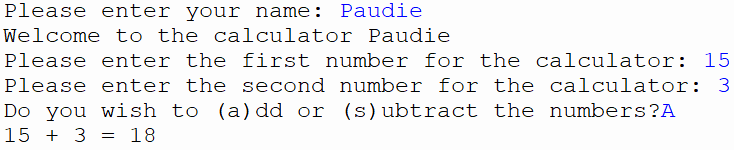 Please enter your name: Paudie
Welcome to the calculator Paudie
Please enter the first number for the calculator: 15
Please enter the second number for the calculator: 3
Do you wish to (a)dd or (s)ubtract the numbers?A
15 + 3 = 18